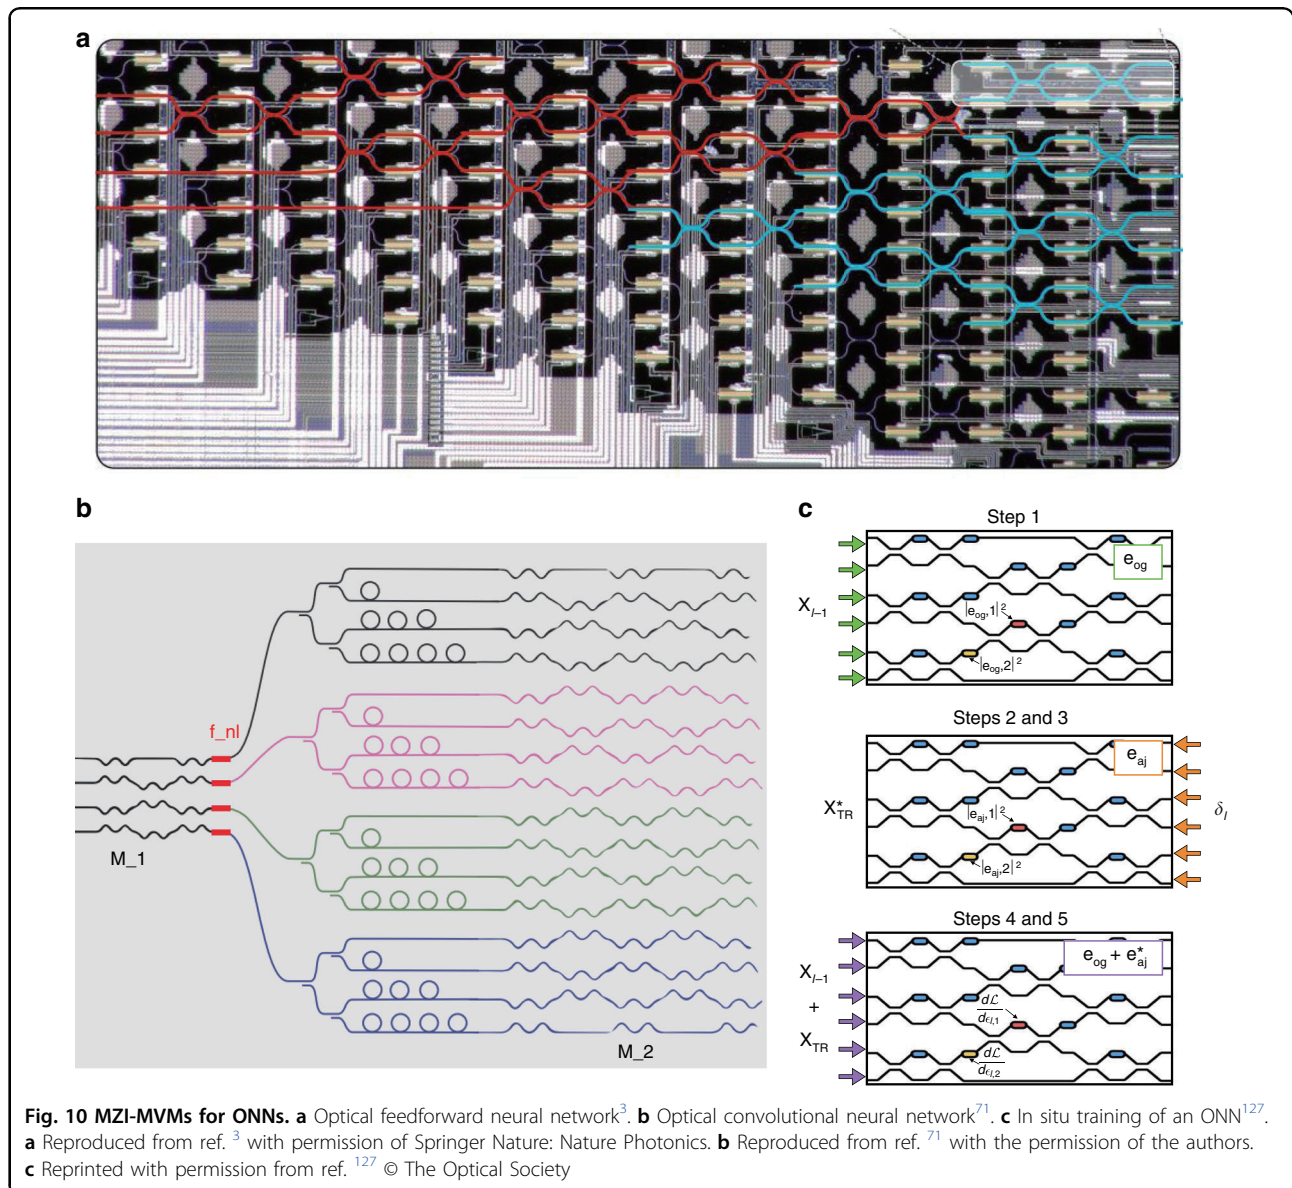 a
b
f_nl
M_1
M_2
c
Step 1
e_og
X_{l−1}
|e_og,1|²
|e_og,2|²
Steps 2 and 3
e_aj
X*_TR
|e_aj,1|²
δ_l
|e_aj,2|²
Steps 4 and 5
e_og + e*_aj
X_{l−1}
+
X_TR
dℒ/dϵ_{l,1}
dℒ/dϵ_{l,2}
Fig. 10 MZI-MVMs for ONNs. a Optical feedforward neural network³. b Optical convolutional neural network⁷¹. c In situ training of an ONN¹²⁷.
a Reproduced from ref. ³ with permission of Springer Nature: Nature Photonics. b Reproduced from ref. ⁷¹ with the permission of the authors.
c Reprinted with permission from ref. ¹²⁷ © The Optical Society